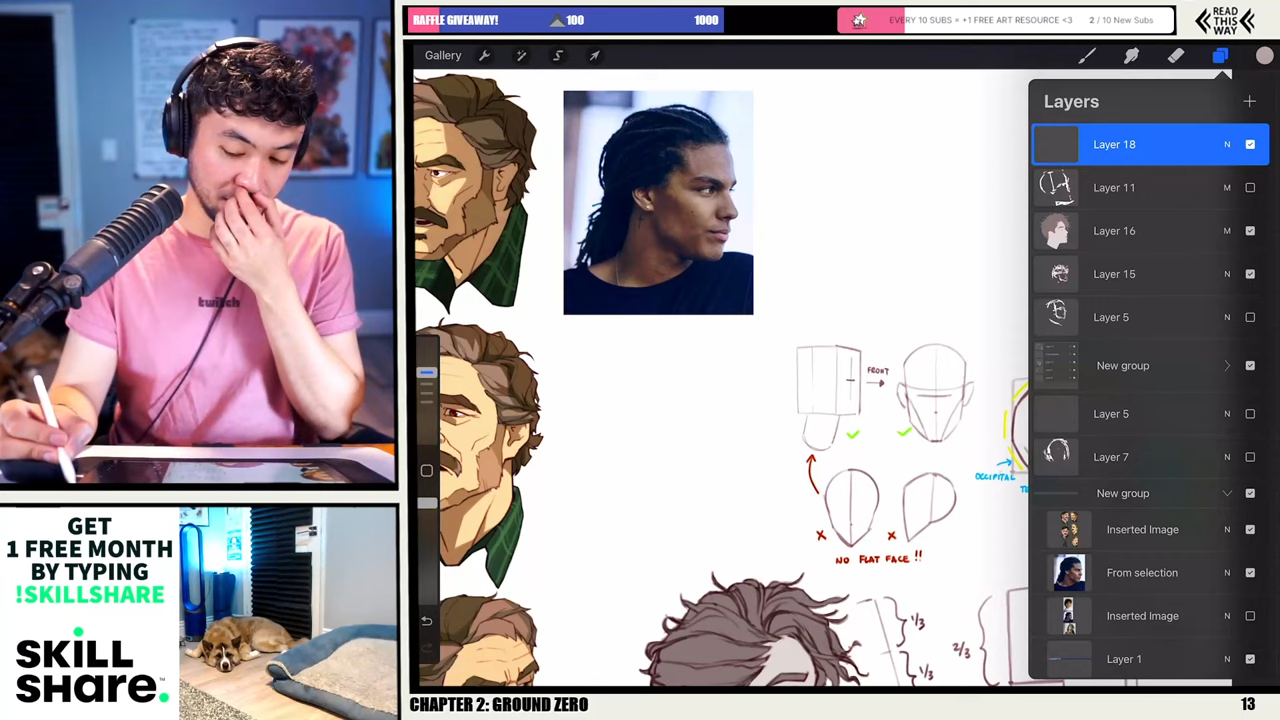 RAFFLE GIVEAWAY!
100
1000
EVERY 10 SUBS = +1 FREE ART RESOURCE <3
2 / 10 New Subs
READ
THIS
WAY
Gallery
Layers
Layer 18
N
Layer 11
M
Layer 16
M
Layer 15
N
Layer 5
N
New group
Layer 5
N
Layer 7
N
New group
Inserted Image
N
From selection
N
Inserted Image
N
Layer 1
N
FRONT
OCCIPITAL
NO FLAT FACE !!
1/3
1/3
2/3
twitch
GET
1 FREE MONTH
BY TYPING
!SKILLSHARE
SKILL
SHARE.
CHAPTER 2: GROUND ZERO
13